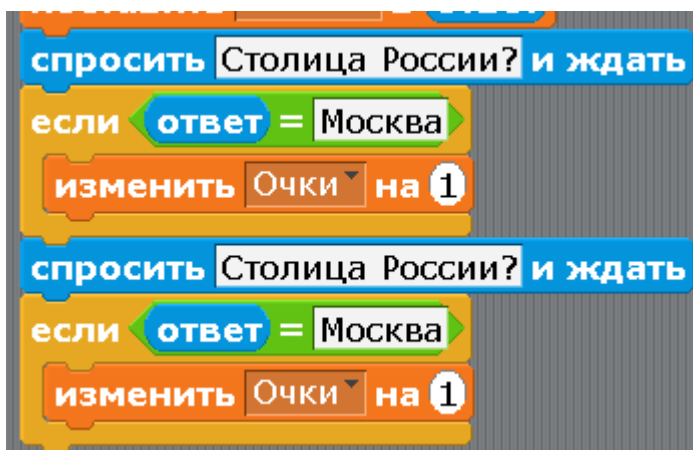 спросить Столица России? и ждать
если ответ = Москва
изменить Очки на 1
спросить Столица России? и ждать
если ответ = Москва
изменить Очки на 1